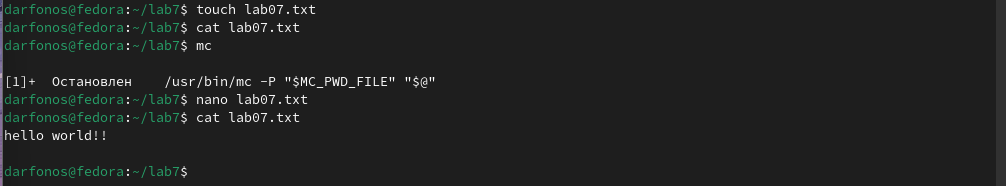 darfonos@fedora:~/lab7$ touch lab07.txt
darfonos@fedora:~/lab7$ cat lab07.txt
darfonos@fedora:~/lab7$ mc
[1]+  Остановлен    /usr/bin/mc -P "$MC_PWD_FILE" "$@"
darfonos@fedora:~/lab7$ nano lab07.txt
darfonos@fedora:~/lab7$ cat lab07.txt
hello world!!
darfonos@fedora:~/lab7$